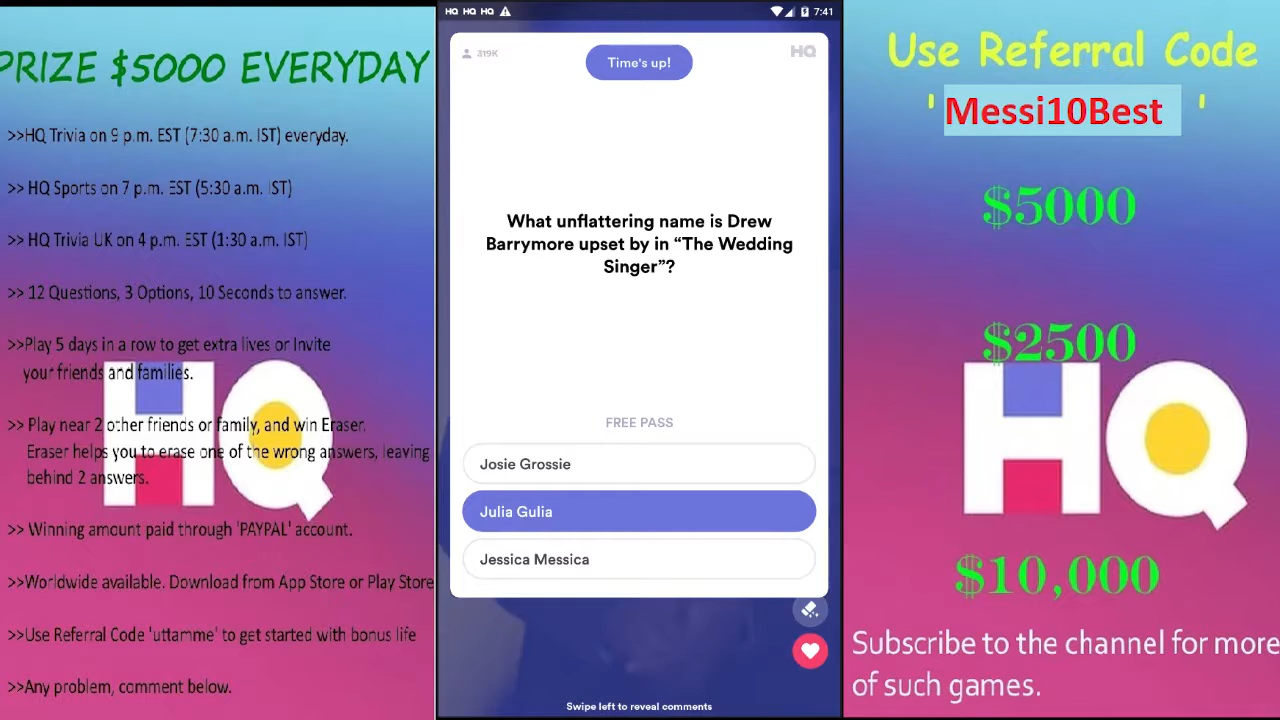 PRIZE $5000 EVERYDAY
>>HQ Trivia on 9 p.m. EST (7:30 a.m. IST) everyday.
>> HQ Sports on 7 p.m. EST (5:30 a.m. IST)
>> HQ Trivia UK on 4 p.m. EST (1:30 a.m. IST)
>> 12 Questions, 3 Options, 10 Seconds to answer.
>>Play 5 days in a row to get extra lives or Invite
your friends and families.
>> Play near 2 other friends or family, and win Eraser.
Eraser helps you to erase one of the wrong answers, leaving
behind 2 answers.
>> Winning amount paid through 'PAYPAL' account.
>>Worldwide available. Download from App Store or Play Store
>>Use Referral Code 'uttamme' to get started with bonus life
>>Any problem, comment below.
HQ
HQ HQ HQ 7:41
319K
Time's up!
HQ
What unflattering name is Drew
Barrymore upset by in “The Wedding
Singer”?
FREE PASS
Josie Grossie
Julia Gulia
Jessica Messica
Swipe left to reveal comments
Use Referral Code
' Messi10Best '
$5000
$2500
HQ
$10,000
Subscribe to the channel for more
of such games.